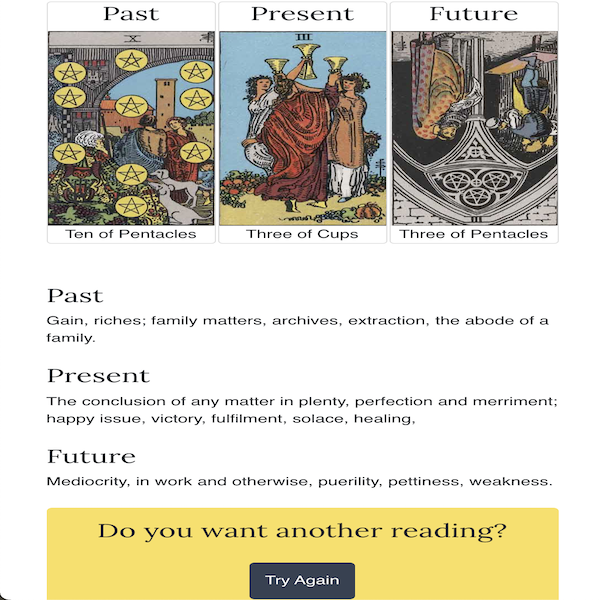 Past
Present
Future
X
III
III
Ten of Pentacles
Three of Cups
Three of Pentacles
Past
Gain, riches; family matters, archives, extraction, the abode of a
family.
Present
The conclusion of any matter in plenty, perfection and merriment;
happy issue, victory, fulfilment, solace, healing,
Future
Mediocrity, in work and otherwise, puerility, pettiness, weakness.
Do you want another reading?
Try Again